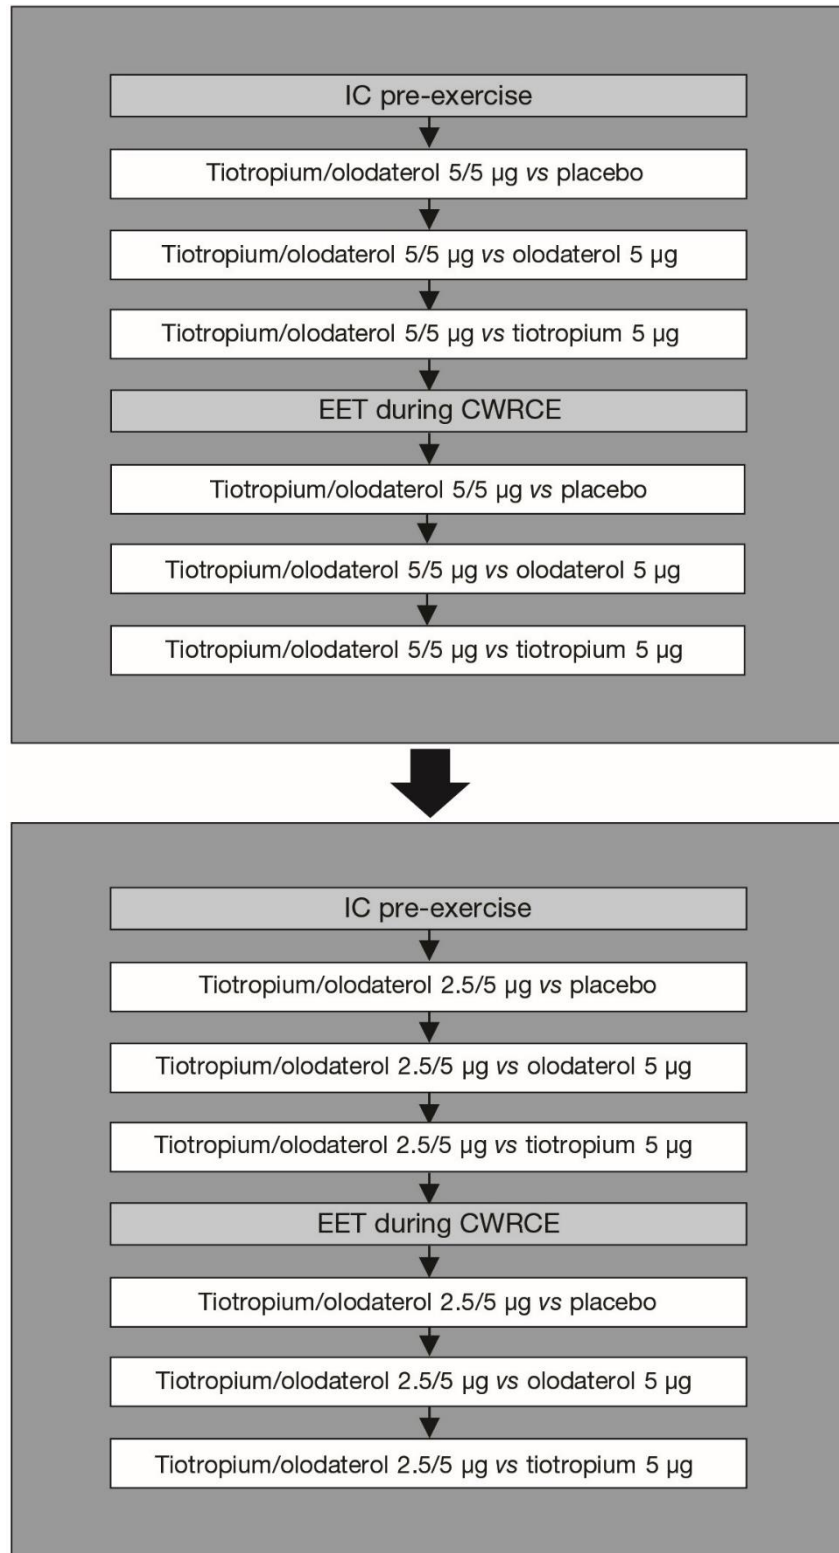 IC pre-exercise
Tiotropium/olodaterol 5/5 µg vs placebo
Tiotropium/olodaterol 5/5 µg vs olodaterol 5 µg
Tiotropium/olodaterol 5/5 µg vs tiotropium 5 µg
EET during CWRCE
Tiotropium/olodaterol 5/5 µg vs placebo
Tiotropium/olodaterol 5/5 µg vs olodaterol 5 µg
Tiotropium/olodaterol 5/5 µg vs tiotropium 5 µg
IC pre-exercise
Tiotropium/olodaterol 2.5/5 µg vs placebo
Tiotropium/olodaterol 2.5/5 µg vs olodaterol 5 µg
Tiotropium/olodaterol 2.5/5 µg vs tiotropium 5 µg
EET during CWRCE
Tiotropium/olodaterol 2.5/5 µg vs placebo
Tiotropium/olodaterol 2.5/5 µg vs olodaterol 5 µg
Tiotropium/olodaterol 2.5/5 µg vs tiotropium 5 µg